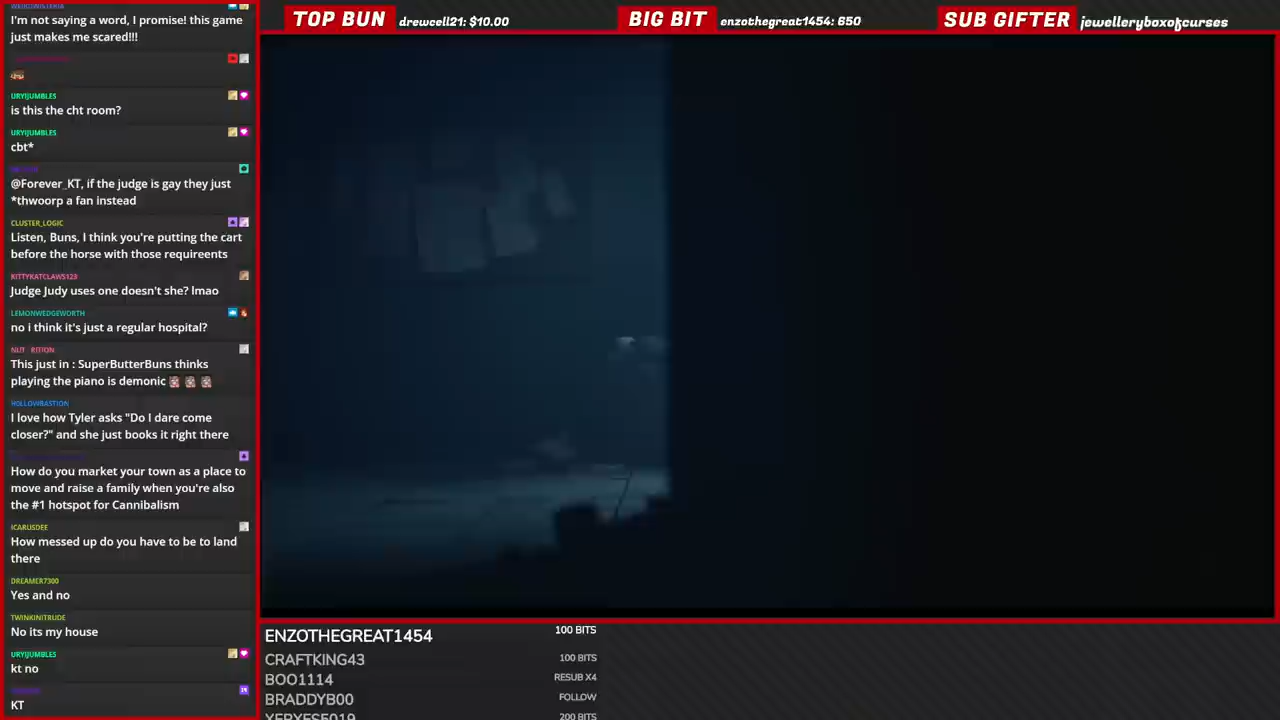 TOP BUN drewcell21: $10.00 BIG BIT enzothegreat1454: 650 SUB GIFTER jewelleryboxofcurses
I'm not saying a word, I promise! this game
just makes me scared!!!
URYIJUMBLES
is this the cht room?
URYIJUMBLES
cbt*
@Forever_KT, if the judge is gay they just
*thwoorp a fan instead
CLUSTER_LOGIC
Listen, Buns, I think you're putting the cart
before the horse with those requireents
KITTYKATCLAWS123
Judge Judy uses one doesn't she? lmao
LEMONWEDGEWORTH
no i think it's just a regular hospital?
NUT_RITION
This just in : SuperButterBuns thinks
playing the piano is demonic
H0LLOWBASTION
I love how Tyler asks "Do I dare come
closer?" and she just books it right there
How do you market your town as a place to
move and raise a family when you're also
the #1 hotspot for Cannibalism
ICARUSDEE
How messed up do you have to be to land
there
DREAMER7300
Yes and no
TWINKINITRUDE
No its my house
URYIJUMBLES
kt no
KT
ENZOTHEGREAT1454 100 BITS
CRAFTKING43 100 BITS
BOO1114 RESUB X4
BRADDYB00 FOLLOW
XERXES5019 200 BITS